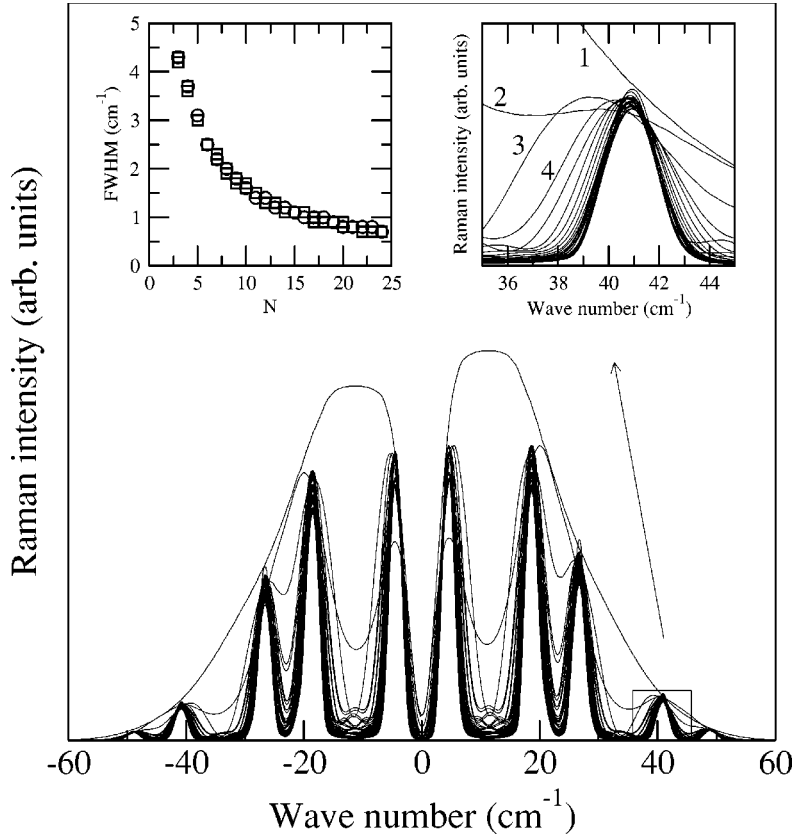 5
4
3
2
1
0
FWHM (cm-1)
0 5 10 15 20 25
N
Raman intensity (arb. units)
1
2
3
4
36 38 40 42 44
Wave number (cm-1)
Raman intensity (arb. units)
-60 -40 -20 0 20 40 60
Wave number (cm-1)